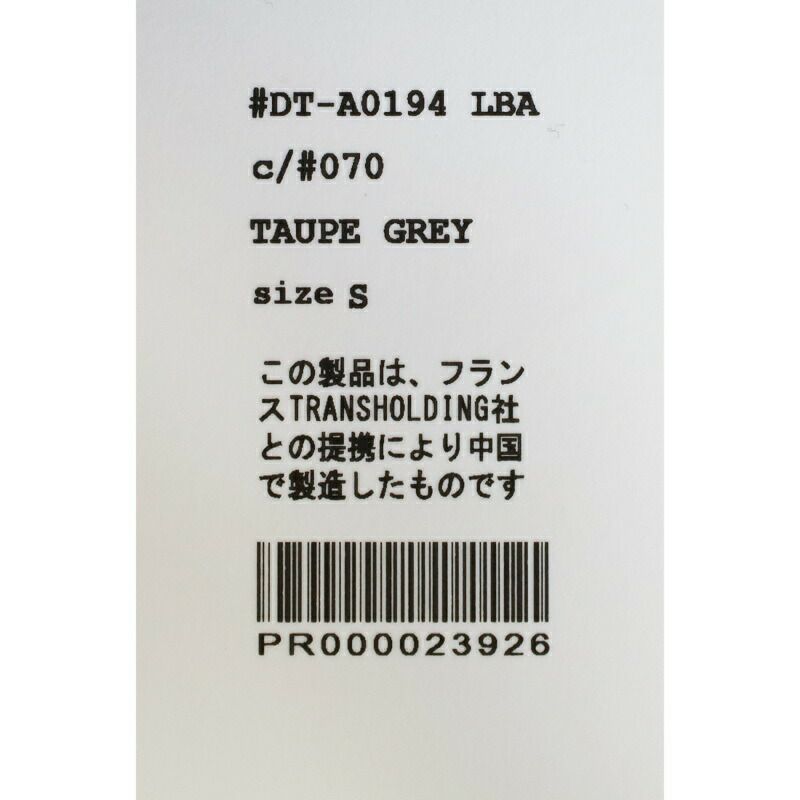 #DT-A0194 LBA
c/#070
TAUPE GREY
size S
この製品は、フラン
スTRANSHOLDING社
との提携により中国
で製造したものです
PR000023926